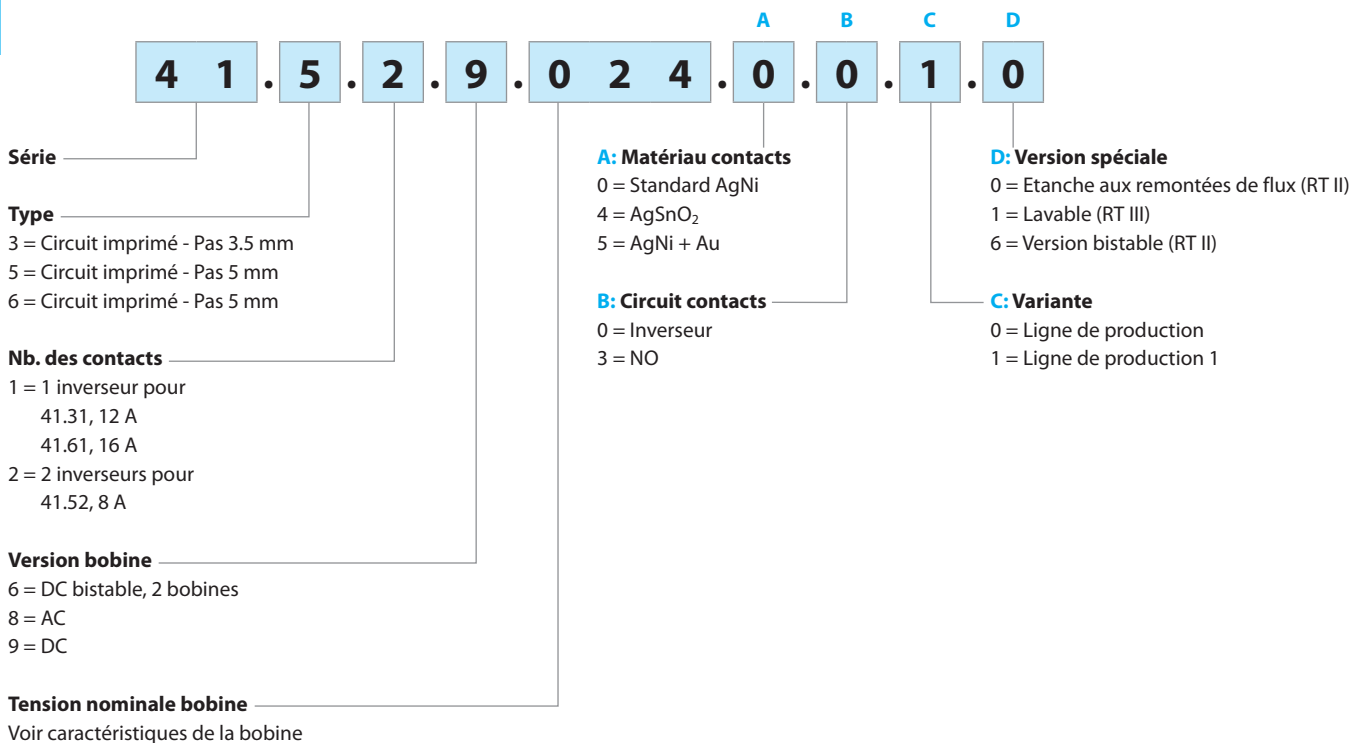 A B C D
4 1 . 5 . 2 . 9 . 0 2 4 . 0 . 0 . 1 . 0
Série
Type
3 = Circuit imprimé - Pas 3.5 mm
5 = Circuit imprimé - Pas 5 mm
6 = Circuit imprimé - Pas 5 mm
Nb. des contacts
1 = 1 inverseur pour
41.31, 12 A
41.61, 16 A
2 = 2 inverseurs pour
41.52, 8 A
Version bobine
6 = DC bistable, 2 bobines
8 = AC
9 = DC
Tension nominale bobine
Voir caractéristiques de la bobine
A: Matériau contacts
0 = Standard AgNi
4 = AgSnO₂
5 = AgNi + Au
B: Circuit contacts
0 = Inverseur
3 = NO
D: Version spéciale
0 = Etanche aux remontées de flux (RT II)
1 = Lavable (RT III)
6 = Version bistable (RT II)
C: Variante
0 = Ligne de production
1 = Ligne de production 1